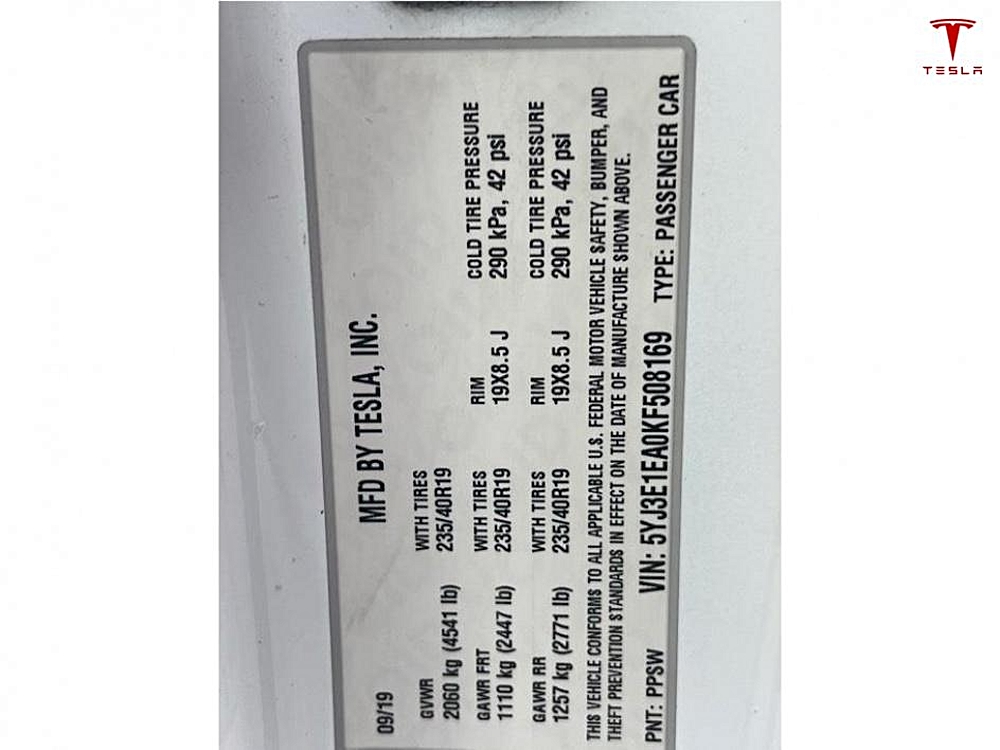 TESLA
09/19 MFD BY TESLA, INC.
GVWR WITH TIRES
2060 kg (4541 lb) 235/40R19
GAWR FRT WITH TIRES RIM COLD TIRE PRESSURE
1110 kg (2447 lb) 235/40R19 19X8.5 J 290 kPa, 42 psi
GAWR RR WITH TIRES RIM COLD TIRE PRESSURE
1257 kg (2771 lb) 235/40R19 19X8.5 J 290 kPa, 42 psi
THIS VEHICLE CONFORMS TO ALL APPLICABLE U.S. FEDERAL MOTOR VEHICLE SAFETY, BUMPER, AND
THEFT PREVENTION STANDARDS IN EFFECT ON THE DATE OF MANUFACTURE SHOWN ABOVE.
PNT: PPSW VIN: 5YJ3E1EA0KF508169 TYPE: PASSENGER CAR